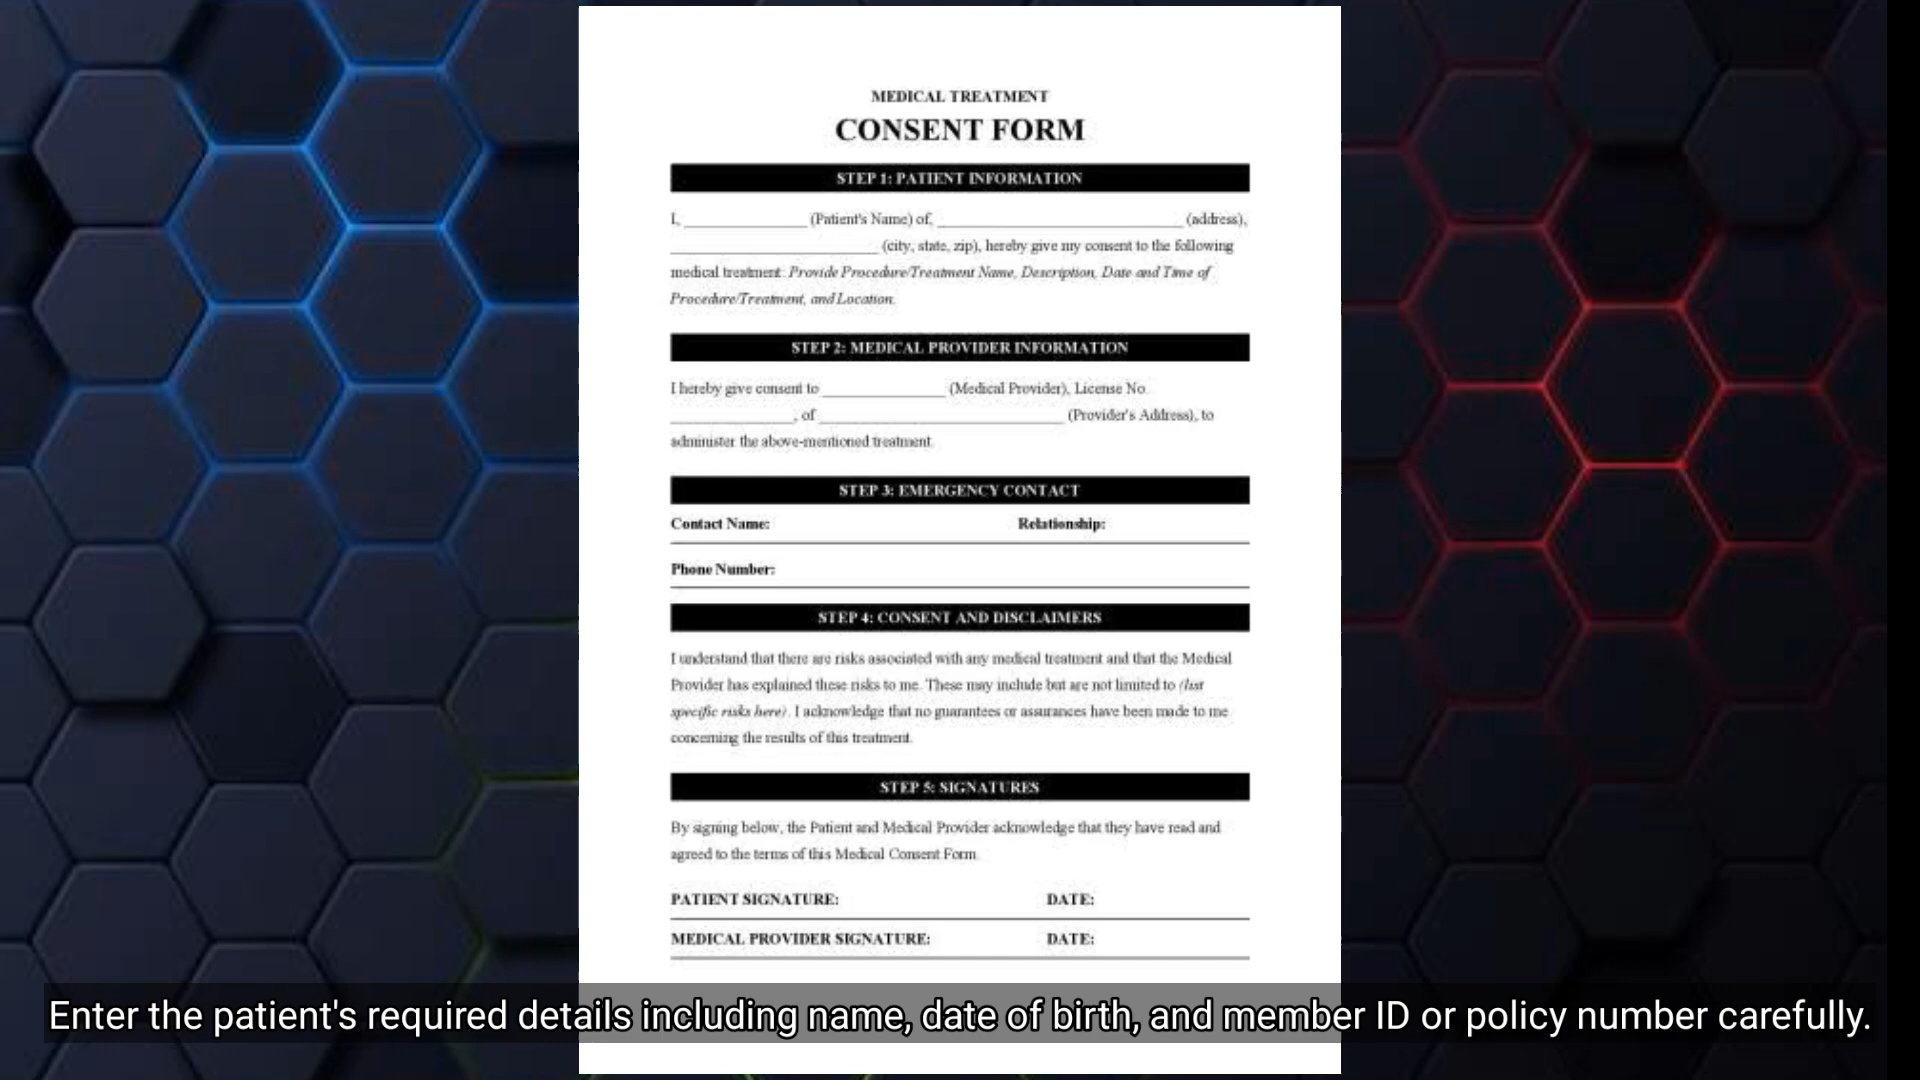 MEDICAL TREATMENT
CONSENT FORM
STEP 1: PATIENT INFORMATION
I, _______________ (Patient's Name) of, ______________________________ (address),
_________________________ (city, state, zip), hereby give my consent to the following
medical treatment: Provide Procedure/Treatment Name, Description, Date and Time of
Procedure/Treatment, and Location.
STEP 2: MEDICAL PROVIDER INFORMATION
I hereby give consent to _______________ (Medical Provider), License No.
_______________, of ______________________________ (Provider's Address), to
administer the above-mentioned treatment.
STEP 3: EMERGENCY CONTACT
Contact Name: Relationship:
Phone Number:
STEP 4: CONSENT AND DISCLAIMERS
I understand that there are risks associated with any medical treatment and that the Medical
Provider has explained these risks to me. These may include but are not limited to (list
specific risks here). I acknowledge that no guarantees or assurances have been made to me
concerning the results of this treatment.
STEP 5: SIGNATURES
By signing below, the Patient and Medical Provider acknowledge that they have read and
agreed to the terms of this Medical Consent Form.
PATIENT SIGNATURE: DATE:
MEDICAL PROVIDER SIGNATURE: DATE:
Enter the patient's required details including name, date of birth, and member ID or policy number carefully.